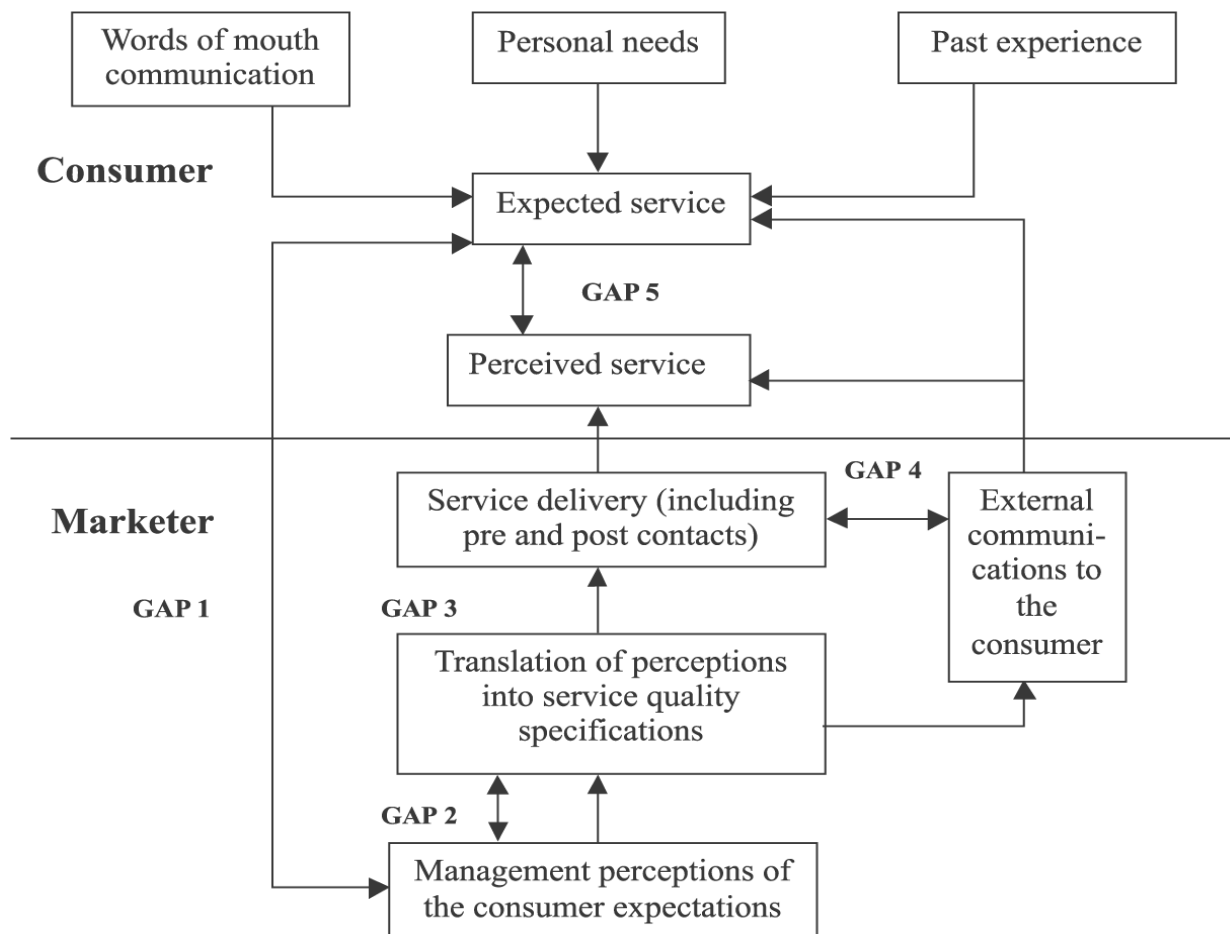 Words of mouth
communication
Personal needs
Past experience
Consumer
Expected service
GAP 5
Perceived service
GAP 4
Marketer
Service delivery (including
pre and post contacts)
External
communi-
cations to
the
consumer
GAP 1
GAP 3
Translation of perceptions
into service quality
specifications
GAP 2
Management perceptions of
the consumer expectations